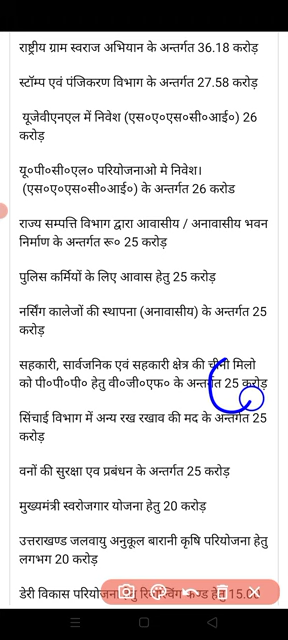 राष्ट्रीय ग्राम स्वराज अभियान के अन्तर्गत 36.18 करोड़
स्टॉम्प एवं पंजिकरण विभाग के अन्तर्गत 27.58 करोड़
यूजेवीएनएल में निवेश (एस०ए०एस०सी०आई०) 26
करोड़
यू०पी०सी०एल० परियोजनाओ मे निवेश।
(एस०ए०एस०सी०आई०) के अन्तर्गत 26 करोड
राज्य सम्पत्ति विभाग द्वारा आवासीय / अनावासीय भवन
निर्माण के अन्तर्गत रू० 25 करोड़
पुलिस कर्मियों के लिए आवास हेतु 25 करोड़
नर्सिंग कालेजों की स्थापना (अनावासीय) के अन्तर्गत 25
करोड़
सहकारी, सार्वजनिक एवं सहकारी क्षेत्र की चीनी मिलो
को पी०पी०पी० हेतु वी०जी०एफ० के अन्तर्गत 25 करोड़
सिंचाई विभाग में अन्य रख रखाव की मद के अन्तर्गत 25
करोड़
वनों की सुरक्षा एव प्रबंधन के अन्तर्गत 25 करोड़
मुख्यमंत्री स्वरोजगार योजना हेतु 20 करोड़
उत्तराखण्ड जलवायु अनुकूल बारानी कृषि परियोजना हेतु
लगभग 20 करोड़
डेरी विकास परियोजना हेतु